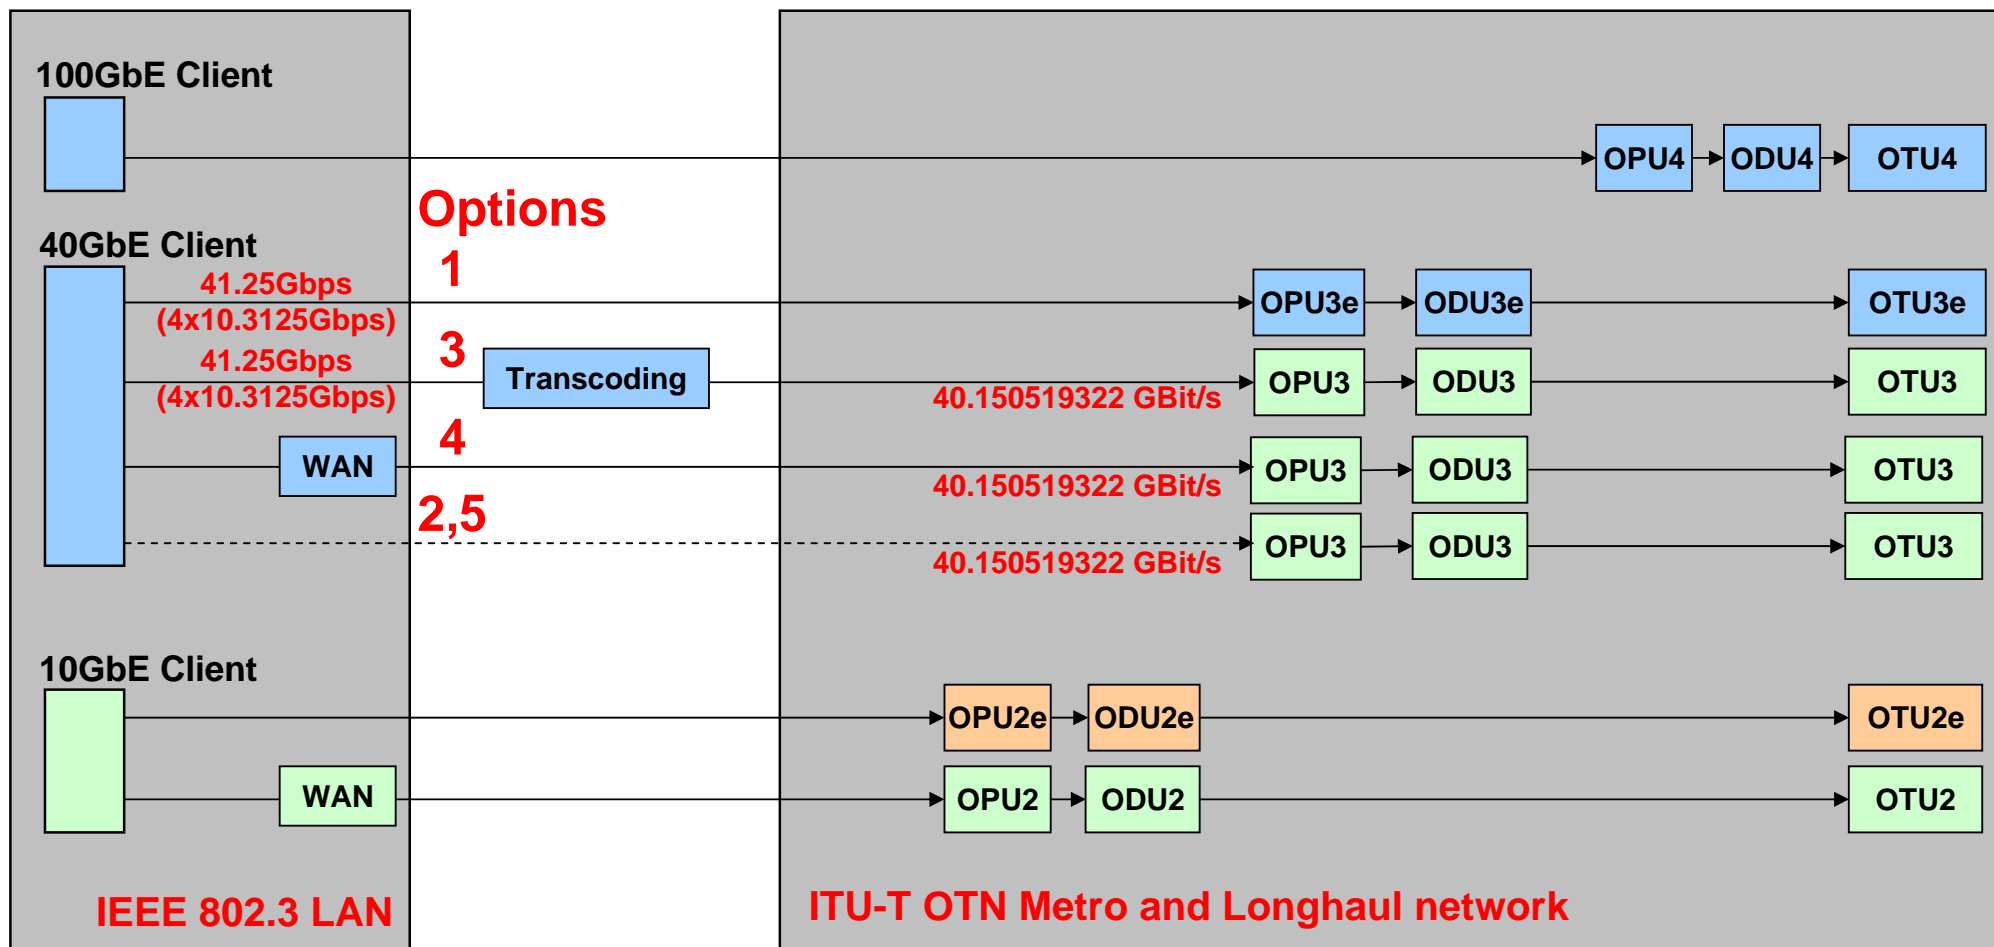 100GbE Client
OPU4 ODU4 OTU4
Options
40GbE Client
1
41.25Gbps
(4x10.3125Gbps)
OPU3e ODU3e OTU3e
3
41.25Gbps
(4x10.3125Gbps)
Transcoding
40.150519322 GBit/s
OPU3 ODU3 OTU3
4
WAN
40.150519322 GBit/s
OPU3 ODU3 OTU3
2,5
40.150519322 GBit/s
OPU3 ODU3 OTU3
10GbE Client
OPU2e ODU2e OTU2e
WAN
OPU2 ODU2 OTU2
IEEE 802.3 LAN
ITU-T OTN Metro and Longhaul network